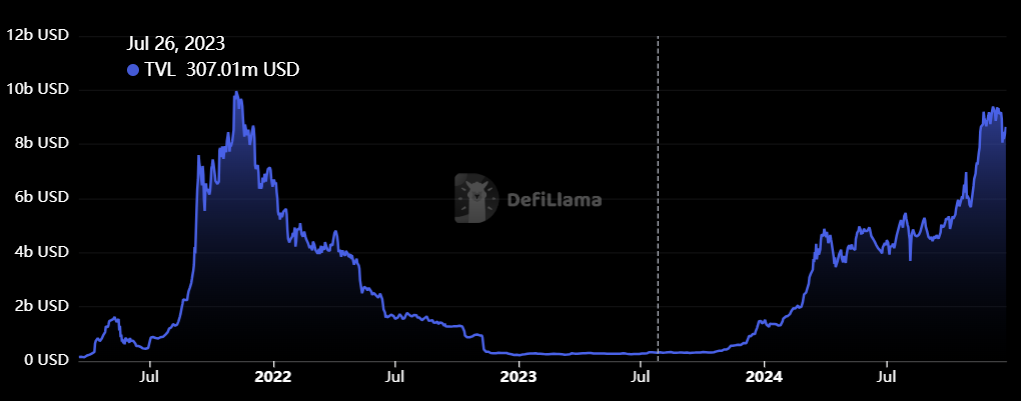 12b USD
Jul 26, 2023
TVL 307.01m USD
10b USD
8b USD
6b USD
DefiLlama
4b USD
2b USD
0 USD
Jul 2022 Jul 2023 Jul 2024 Jul